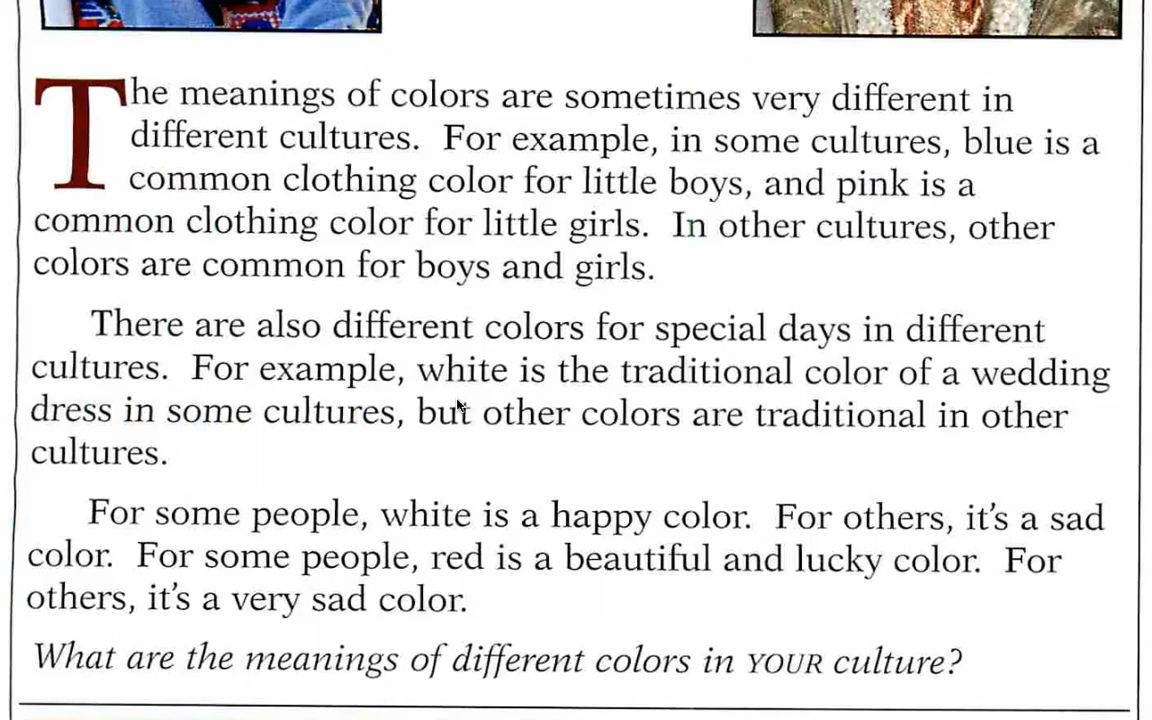 The meanings of colors are sometimes very different in
different cultures. For example, in some cultures, blue is a
common clothing color for little boys, and pink is a
common clothing color for little girls. In other cultures, other
colors are common for boys and girls.
There are also different colors for special days in different
cultures. For example, white is the traditional color of a wedding
dress in some cultures, but other colors are traditional in other
cultures.
For some people, white is a happy color. For others, it's a sad
color. For some people, red is a beautiful and lucky color. For
others, it's a very sad color.
What are the meanings of different colors in YOUR culture?